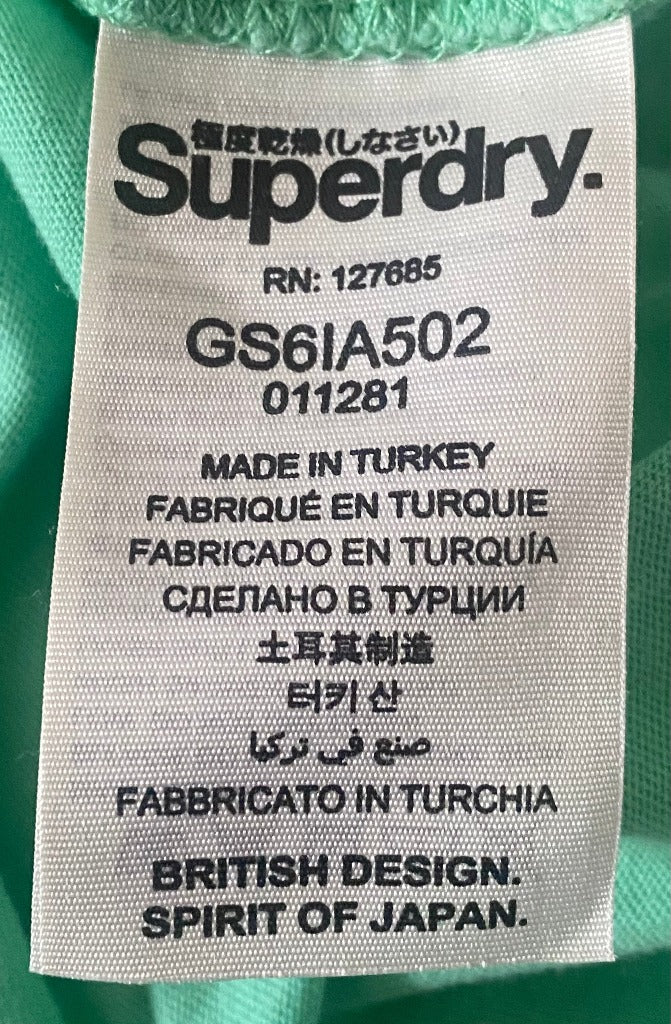 極度乾燥(しなさい)
Superdry.
RN: 127685
GS6IA502
011281
MADE IN TURKEY
FABRIQUÉ EN TURQUIE
FABRICADO EN TURQUÍA
СДЕЛАНО В ТУРЦИИ
土耳其制造
터키 산
صنع في تركيا
FABBRICATO IN TURCHIA
BRITISH DESIGN.
SPIRIT OF JAPAN.